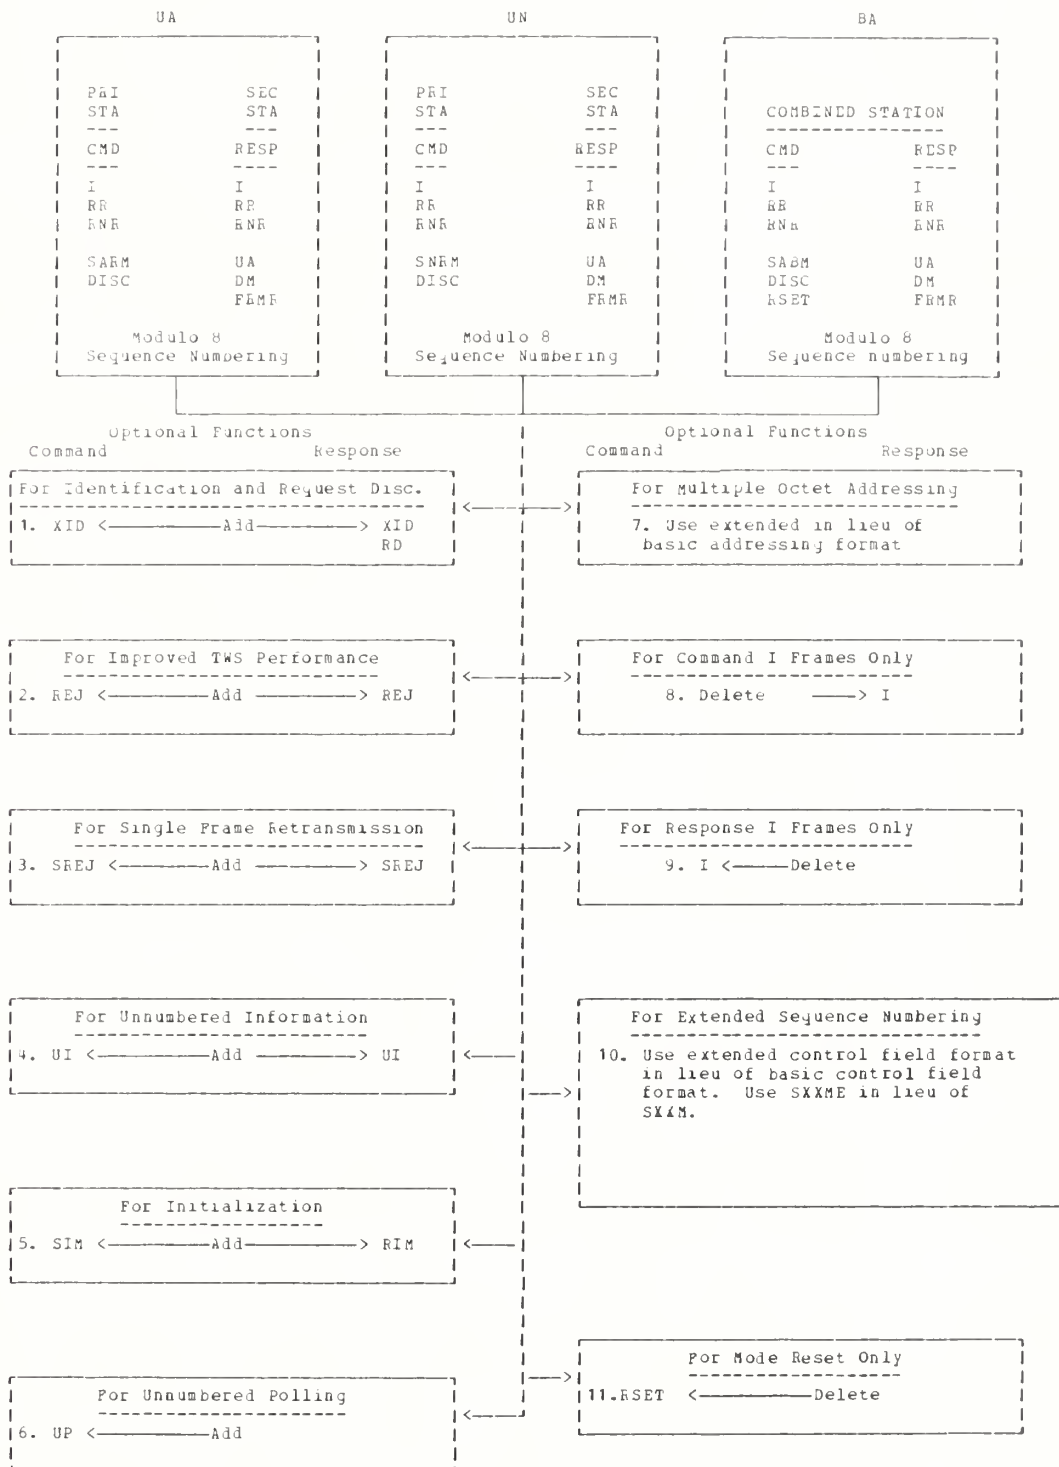 UA UN BA
PRI SEC PRI SEC
STA STA STA STA COMBINED STATION
CMD RESP CMD RESP CMD RESP
I I I I I I
RR RR RR RR RR RR
RNR RNR RNR RNR RNR RNR
SARM UA SNRM UA SABM UA
DISC DM DISC DM DISC DM
FRMR FRMR RSET FRMR
Modulo 8 Modulo 8 Modulo 8
Sequence Numbering Sequence Numbering Sequence numbering
Optional Functions Optional Functions
Command Response Command Response
For Identification and Request Disc.
1. XID <————Add————> XID
RD
For Multiple Octet Addressing
7. Use extended in lieu of
basic addressing format
For Improved TWS Performance
2. REJ <————Add ————> REJ
For Command I Frames Only
8. Delete ——> I
For Single Frame Retransmission
3. SREJ <————Add ————> SREJ
For Response I Frames Only
9. I <——Delete
For Unnumbered Information
4. UI <————Add ————> UI
For Extended Sequence Numbering
10. Use extended control field format
in lieu of basic control field
format. Use SXXME in lieu of
SXXM.
For Initialization
5. SIM <————Add————> RIM
For Mode Reset Only
11.RSET <————Delete
For Unnumbered Polling
6. UP <————Add